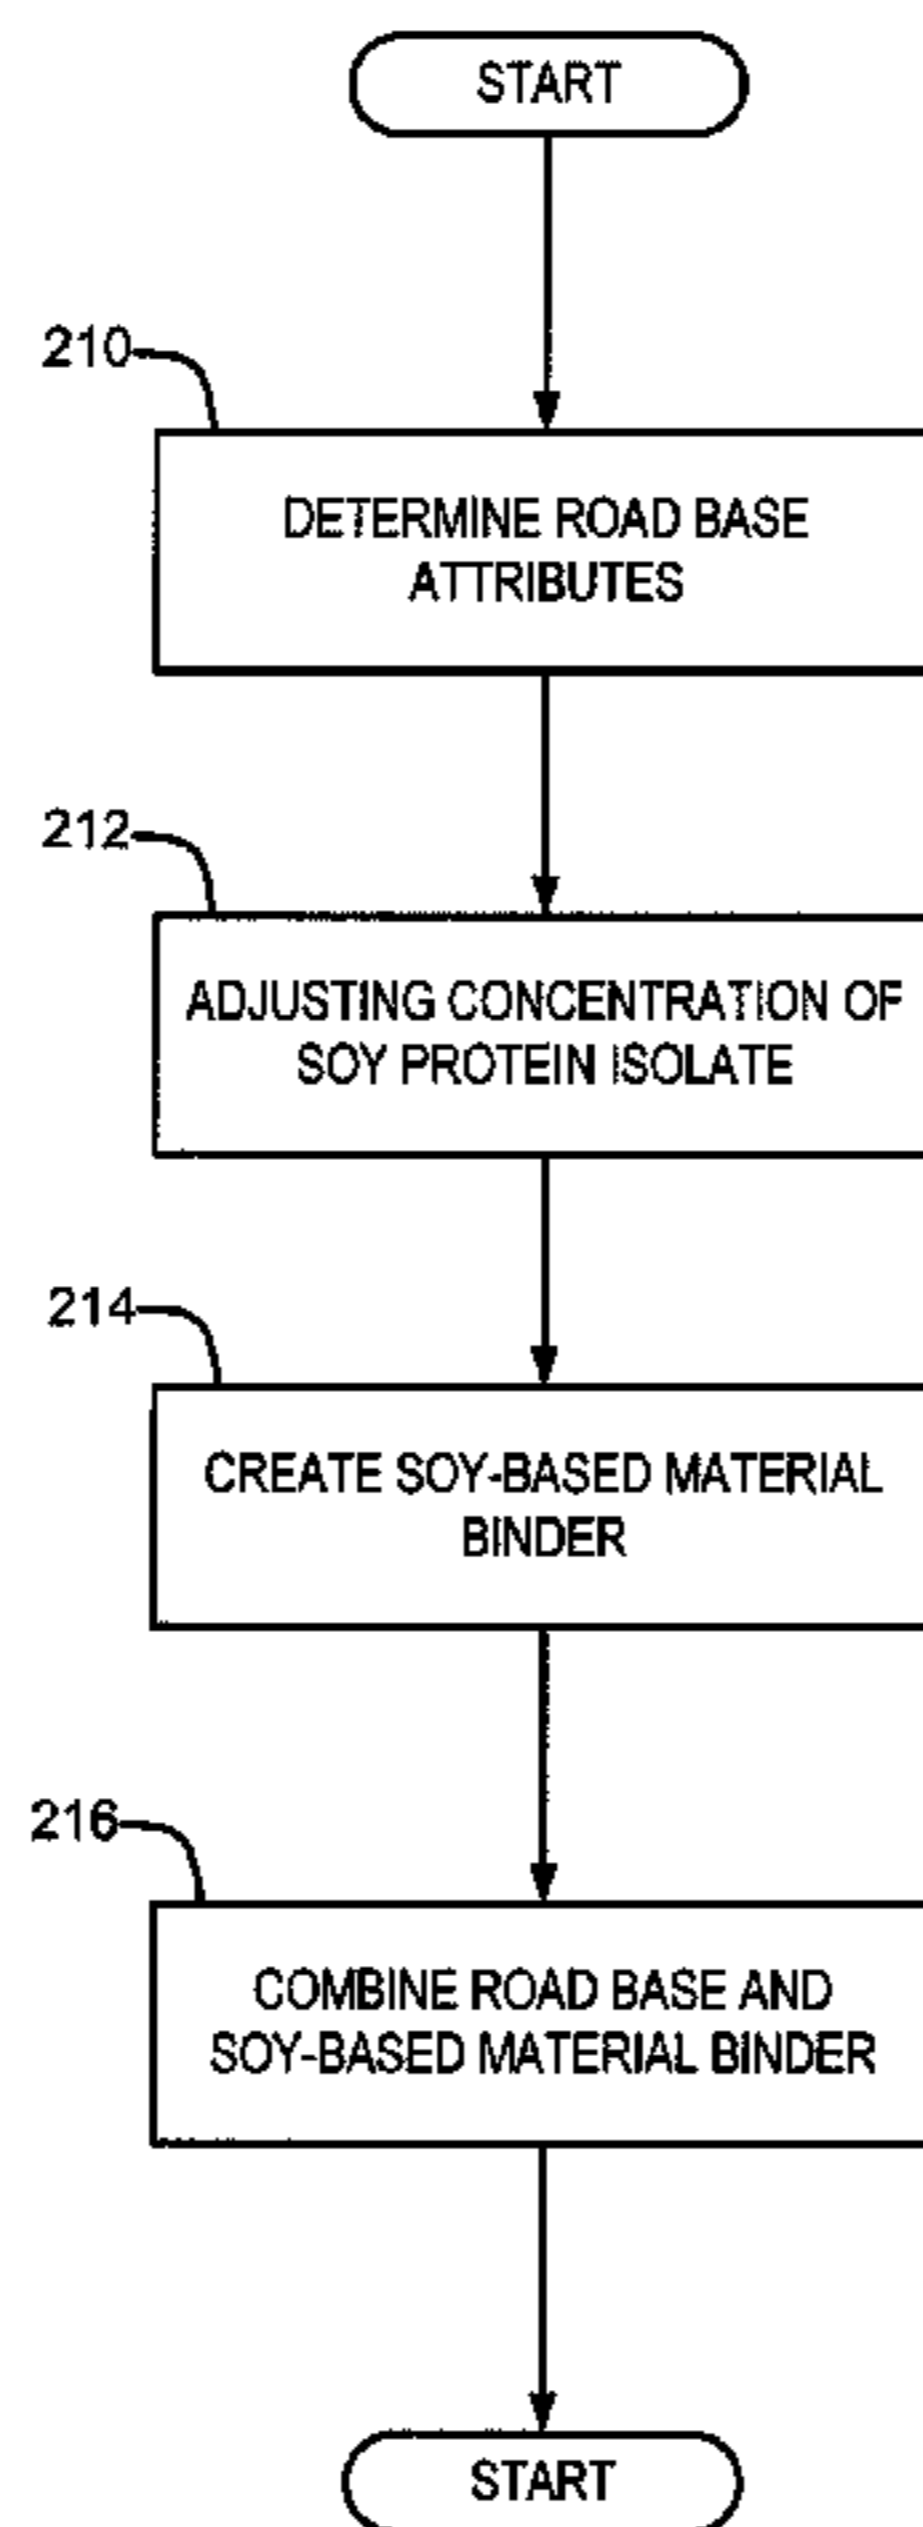 START
210
DETERMINE ROAD BASE
ATTRIBUTES
212
ADJUSTING CONCENTRATION OF
SOY PROTEIN ISOLATE
214
CREATE SOY-BASED MATERIAL
BINDER
216
COMBINE ROAD BASE AND
SOY-BASED MATERIAL BINDER
START